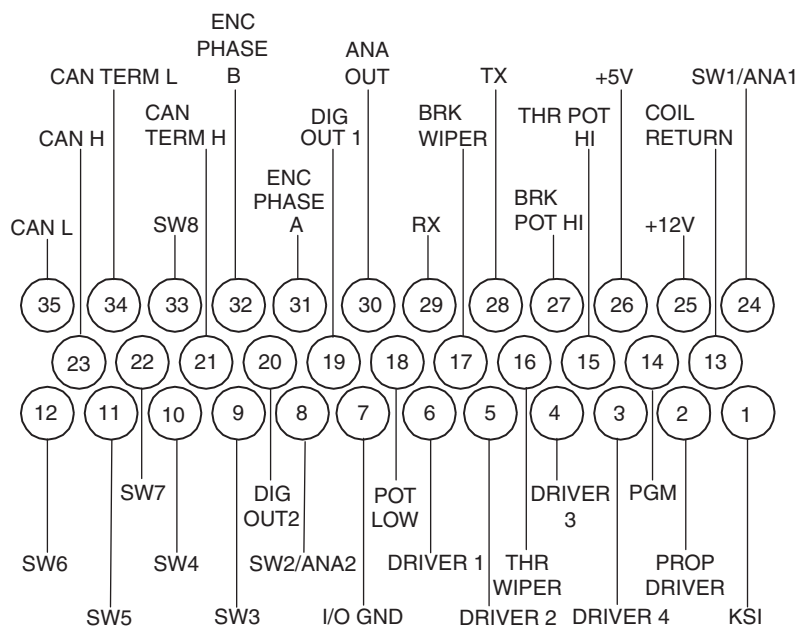 ENC
PHASE
B
ANA
OUT
CAN TERM L
TX
+5V
SW1/ANA1
CAN
TERM H
DIG
OUT 1
BRK
WIPER
THR POT
HI
COIL
RETURN
CAN H
ENC
PHASE
A
BRK
POT HI
CAN L
SW8
RX
+12V
35
34
33
32
31
30
29
28
27
26
25
24
23
22
21
20
19
18
17
16
15
14
13
12
11
10
9
8
7
6
5
4
3
2
1
SW7
DIG
OUT2
POT
LOW
DRIVER
3
PGM
SW6
SW4
SW2/ANA2
DRIVER 1
THR
WIPER
PROP
DRIVER
SW5
SW3
I/O GND
DRIVER 2
DRIVER 4
KSI